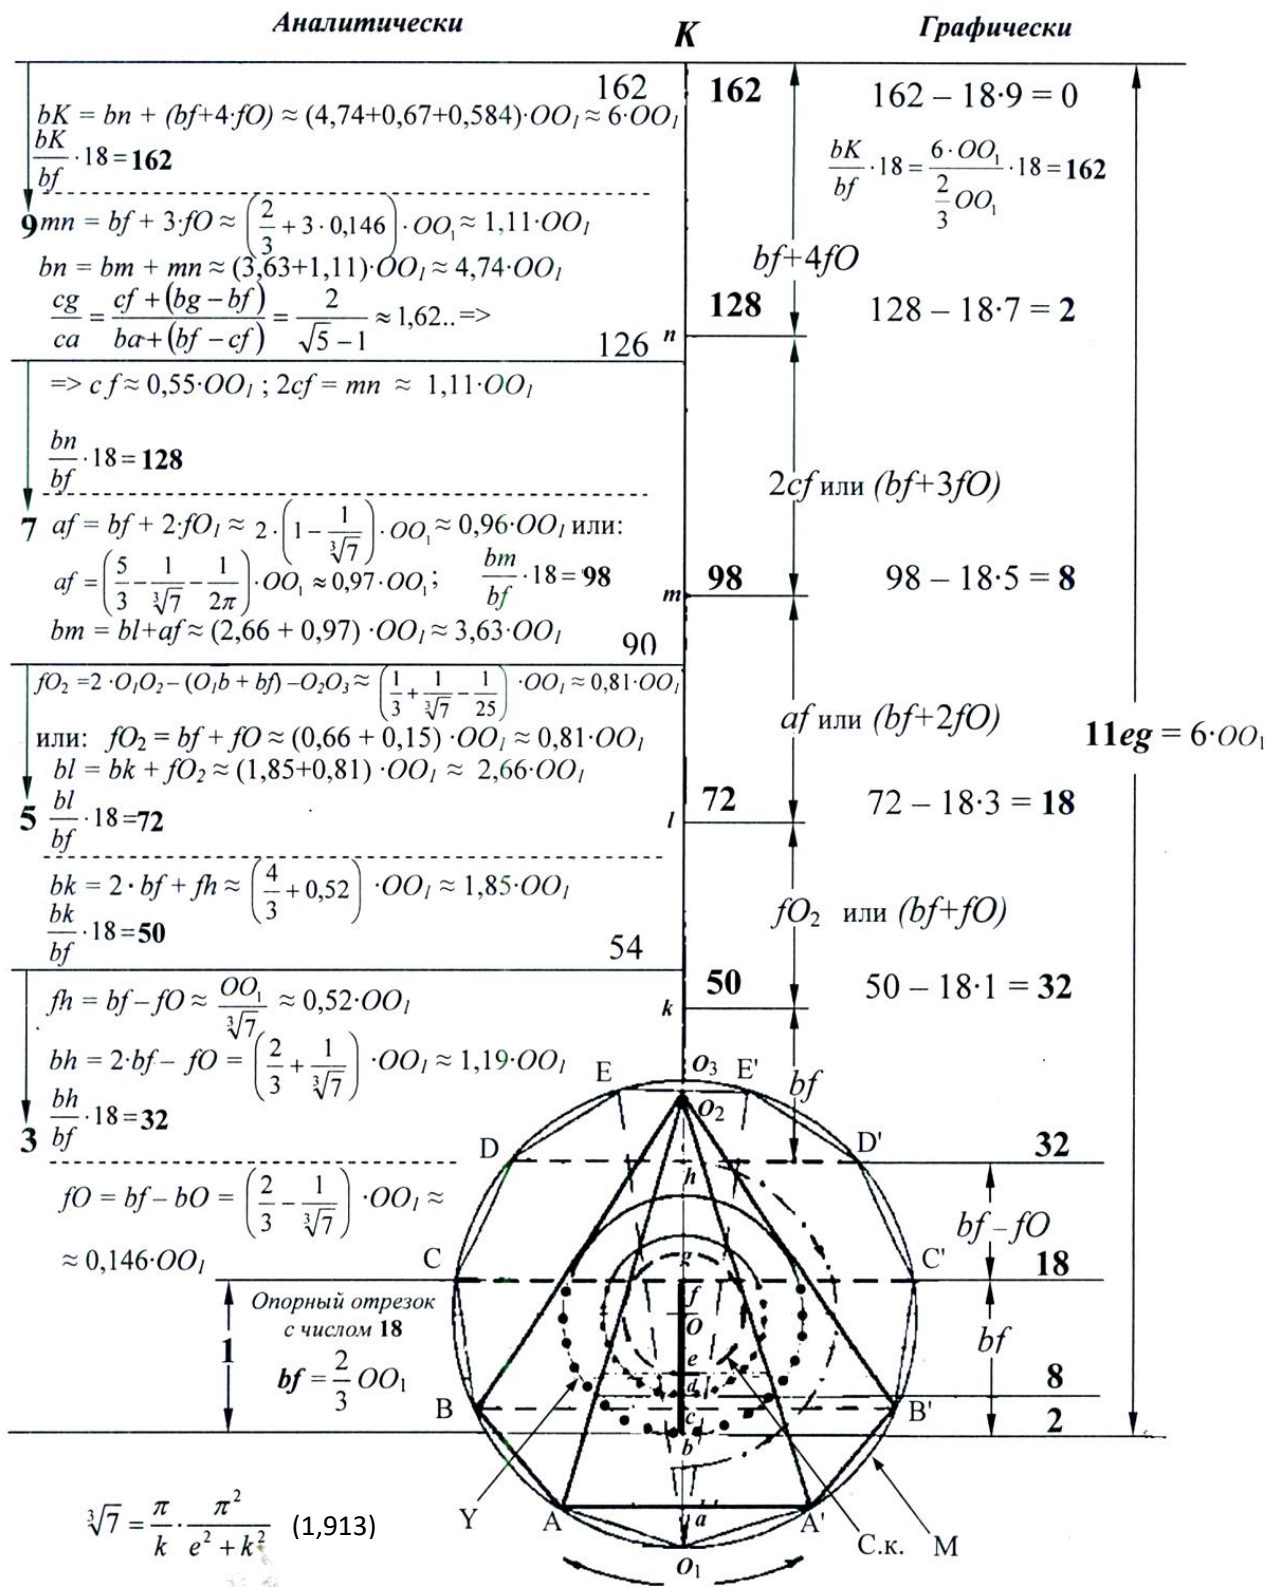 Аналитически
K
Графически
162
162
162 – 18·9 = 0
bK = bn + (bf+4·fO) ≈ (4,74+0,67+0,584)·OO₁ ≈ 6·OO₁
bK/bf ·18 = 162
bK/bf ·18 = (6·OO₁)/(2/3 OO₁) ·18 = 162
9 mn = bf + 3·fO ≈ (2/3 + 3·0,146)·OO₁ ≈ 1,11·OO₁
bf+4fO
bn = bm + mn ≈ (3,63+1,11)·OO₁ ≈ 4,74·OO₁
128
128 – 18·7 = 2
cg/ca = (cf + (bg – bf))/(ba + (bf – cf)) = 2/(√5 – 1) ≈ 1,62.. =>
126
n
=> cf ≈ 0,55·OO₁ ; 2cf = mn ≈ 1,11·OO₁
bn/bf ·18 = 128
2cf или (bf+3fO)
7 af = bf + 2·fO₁ ≈ 2·(1 – 1/∛7)·OO₁ ≈ 0,96·OO₁ или:
af = (5/3 – 1/∛7 – 1/2π)·OO₁ ≈ 0,97·OO₁ ; bm/bf ·18 = 98
98
98 – 18·5 = 8
m
bm = bl+af ≈ (2,66 + 0,97) ·OO₁ ≈ 3,63·OO₁
90
fO₂ =2 ·O₁O₂ – (O₁b + bf) –O₂O₃ ≈ (1/3 + 1/∛7 – 1/25) ·OO₁ ≈ 0,81·OO₁
af или (bf+2fO)
11eg = 6·OO₁
или: fO₂ = bf + fO ≈ (0,66 + 0,15) ·OO₁ ≈ 0,81·OO₁
bl = bk + fO₂ ≈ (1,85+0,81) ·OO₁ ≈ 2,66·OO₁
72
72 – 18·3 = 18
5 bl/bf ·18 =72
l
bk = 2· bf + fh ≈ (4/3 + 0,52) ·OO₁ ≈ 1,85·OO₁
fO₂ или (bf+fO)
bk/bf ·18 =50
54
50
50 – 18·1 = 32
k
fh = bf – fO ≈ OO₁/∛7 ≈ 0,52·OO₁
bh = 2·bf – fO = (2/3 + 1/∛7) ·OO₁ ≈ 1,19·OO₁
E
O₃
E'
bf
O₂
3 bh/bf ·18 =32
D
D'
32
h
fO = bf – bO = (2/3 – 1/∛7) ·OO₁ ≈
bf – fO
≈ 0,146·OO₁
C
g
C'
18
Опорный отрезок
с числом 18
f
O
1
bf = 2/3 OO₁
bf
e
d
8
B
c
B'
2
b
∛7 = π/k · π²/(e² + k²) (1,913)
Y
A
a
A'
С.к.
М
O₁